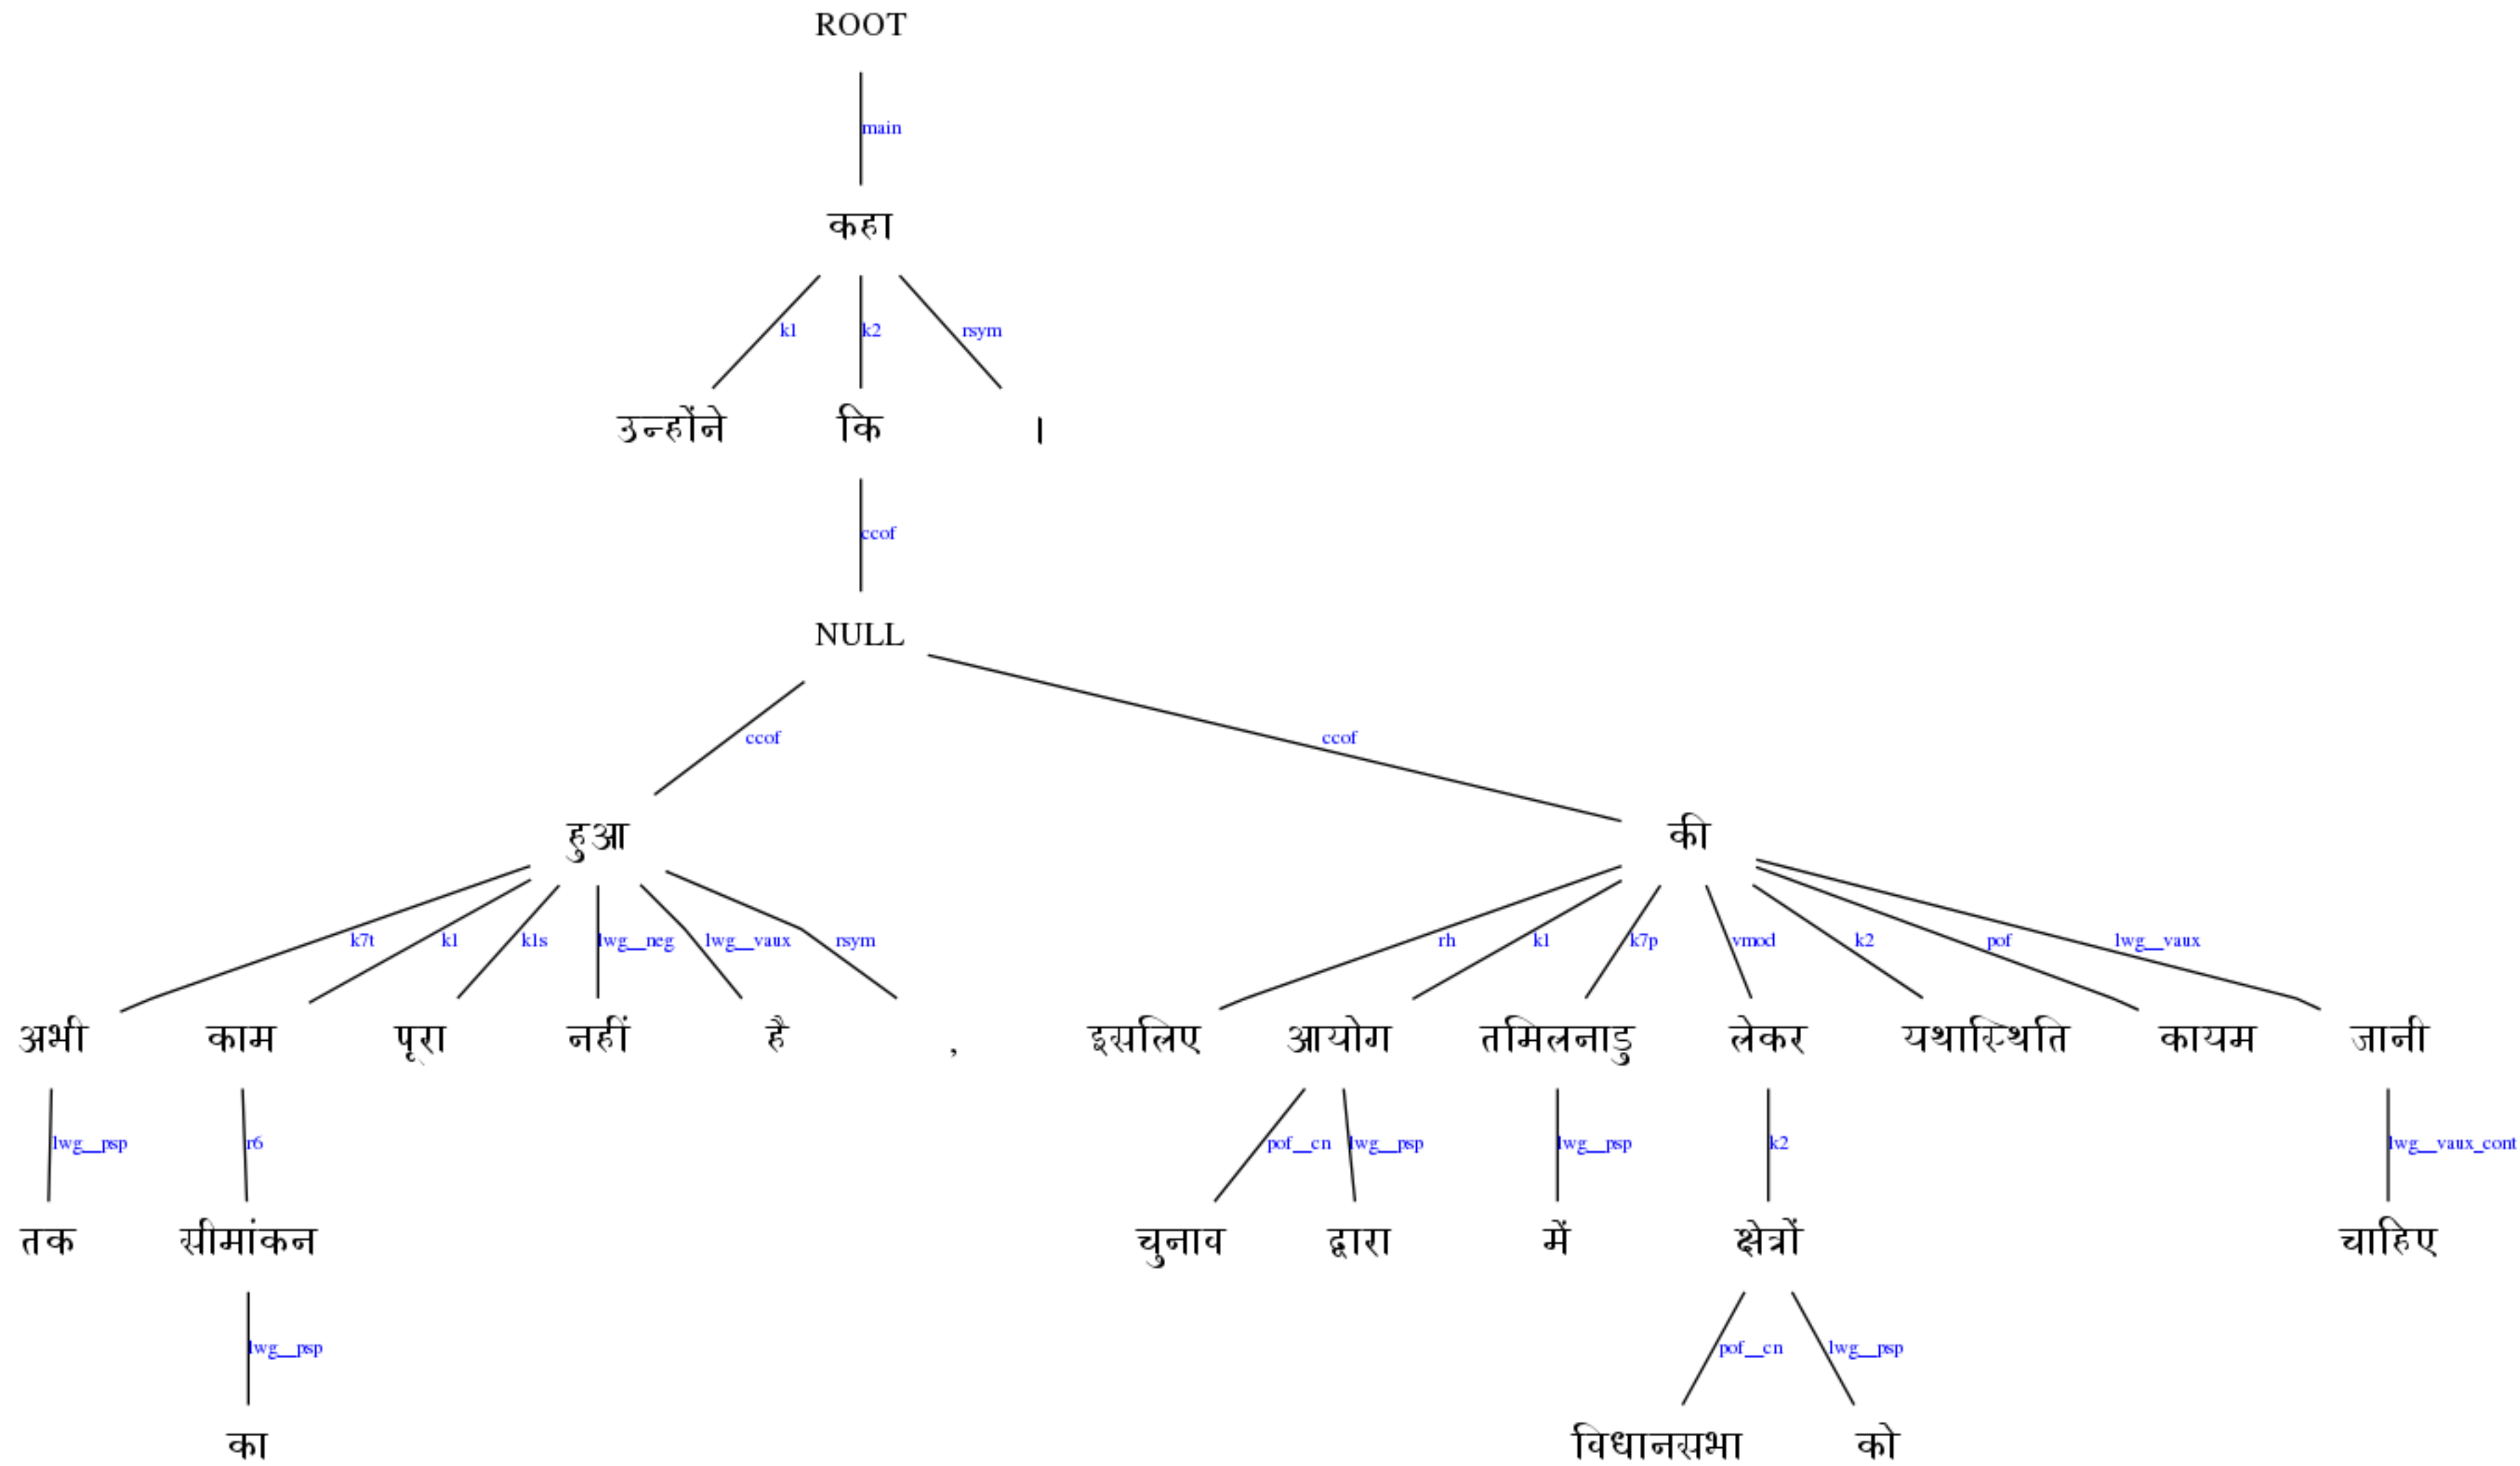 ROOT
main
कहा
k1 k2 rsym
उन्होंने कि ।
ccof
NULL
ccof ccof
हुआ की
k7t k1 k1s lwg__neg lwg__vaux rsym rh k1 k7p vmod k2 pof lwg__vaux
अभी काम पूरा नहीं है , इसलिए आयोग तमिलनाडु लेकर यथास्थिति कायम जानी
lwg__psp r6 pof__cn lwg__psp lwg__psp k2 lwg__vaux_cont
तक सीमांकन चुनाव द्वारा में क्षेत्रों चाहिए
lwg__psp pof__cn lwg__psp
का विधानसभा को